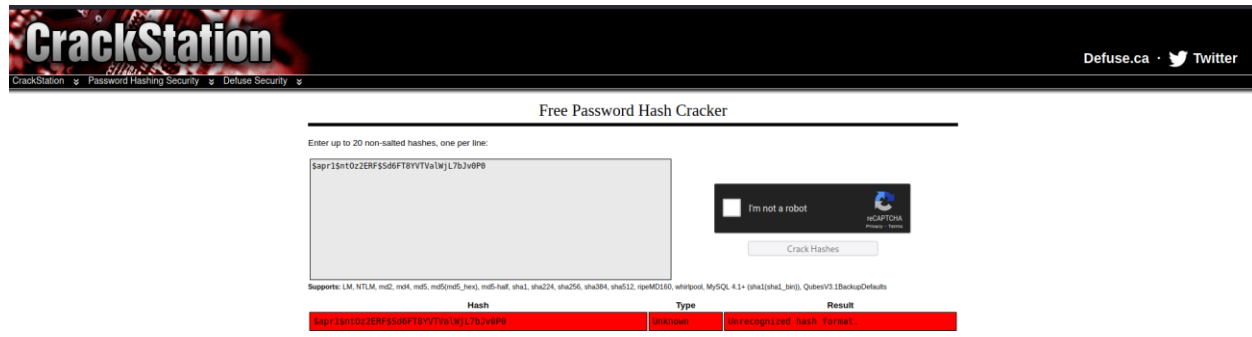 CrackStation
Defuse.ca · Twitter
CrackStation Password Hashing Security Defuse Security
Free Password Hash Cracker
Enter up to 20 non-salted hashes, one per line:
$apr1$ntOz2ERF$Sd6FT8YVTValWjL7bJv0P0
I'm not a robot
reCAPTCHA
Privacy - Terms
Crack Hashes
Supports: LM, NTLM, md2, md4, md5, md5(md5_hex), md5-half, sha1, sha224, sha256, sha384, sha512, ripeMD160, whirlpool, MySQL 4.1+ (sha1(sha1_bin)), QubesV3.1BackupDefaults
Hash Type Result
$apr1$ntOz2ERF$Sd6FT8YVTValWjL7bJv0P0 Unknown Unrecognized hash format.